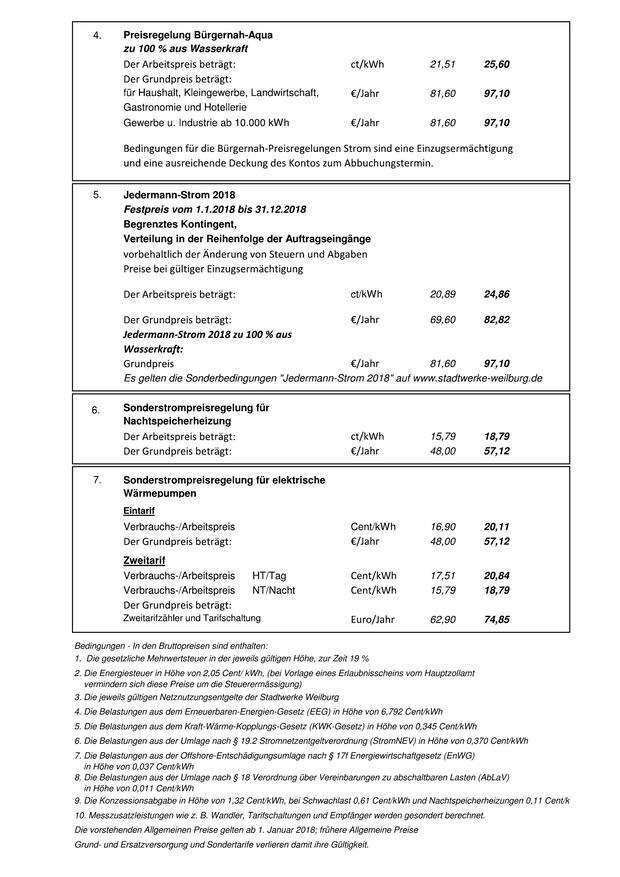 4. Preisregelung Bürgernah-Aqua
zu 100 % aus Wasserkraft
Der Arbeitspreis beträgt: ct/kWh 21,51 25,60
Der Grundpreis beträgt:
für Haushalt, Kleingewerbe, Landwirtschaft, €/Jahr 81,60 97,10
Gastronomie und Hotellerie
Gewerbe u. Industrie ab 10.000 kWh €/Jahr 81,60 97,10
Bedingungen für die Bürgernah-Preisregelungen Strom sind eine Einzugsermächtigung
und eine ausreichende Deckung des Kontos zum Abbuchungstermin.
5. Jedermann-Strom 2018
Festpreis vom 1.1.2018 bis 31.12.2018
Begrenztes Kontingent,
Verteilung in der Reihenfolge der Auftragseingänge
vorbehaltlich der Änderung von Steuern und Abgaben
Preise bei gültiger Einzugsermächtigung
Der Arbeitspreis beträgt: ct/kWh 20,89 24,86
Der Grundpreis beträgt: €/Jahr 69,60 82,82
Jedermann-Strom 2018 zu 100 % aus
Wasserkraft:
Grundpreis €/Jahr 81,60 97,10
Es gelten die Sonderbedingungen "Jedermann-Strom 2018" auf www.stadtwerke-weilburg.de
6. Sonderstrompreisregelung für
Nachtspeicherheizung
Der Arbeitspreis beträgt: ct/kWh 15,79 18,79
Der Grundpreis beträgt: €/Jahr 48,00 57,12
7. Sonderstrompreisregelung für elektrische
Wärmepumpen
Eintarif
Verbrauchs-/Arbeitspreis Cent/kWh 16,90 20,11
Der Grundpreis beträgt: €/Jahr 48,00 57,12
Zweitarif
Verbrauchs-/Arbeitspreis HT/Tag Cent/kWh 17,51 20,84
Verbrauchs-/Arbeitspreis NT/Nacht Cent/kWh 15,79 18,79
Der Grundpreis beträgt:
Zweitarifzähler und Tarifschaltung Euro/Jahr 62,90 74,85
Bedingungen - In den Bruttopreisen sind enthalten:
1. Die gesetzliche Mehrwertsteuer in der jeweils gültigen Höhe, zur Zeit 19 %
2. Die Energiesteuer in Höhe von 2,05 Cent/ kWh, (bei Vorlage eines Erlaubnisscheins vom Hauptzollamt
vermindern sich diese Preise um die Steuerermässigung)
3. Die jeweils gültigen Netznutzungsentgelte der Stadtwerke Weilburg
4. Die Belastungen aus dem Erneuerbaren-Energien-Gesetz (EEG) in Höhe von 6,792 Cent/kWh
5. Die Belastungen aus dem Kraft-Wärme-Kopplungs-Gesetz (KWK-Gesetz) in Höhe von 0,345 Cent/kWh
6. Die Belastungen aus der Umlage nach § 19.2 Stromnetzentgeltverordnung (StromNEV) in Höhe von 0,370 Cent/kWh
7. Die Belastungen aus der Offshore-Entschädigungsumlage nach § 17f Energiewirtschaftgesetz (EnWG)
in Höhe von 0,037 Cent/kWh
8. Die Belastungen aus der Umlage nach § 18 Verordnung über Vereinbarungen zu abschaltbaren Lasten (AbLaV)
in Höhe von 0,011 Cent/kWh
9. Die Konzessionsabgabe in Höhe von 1,32 Cent/kWh, bei Schwachlast 0,61 Cent/kWh und Nachtspeicherheizungen 0,11 Cent/k
10. Messzusatzleistungen wie z. B. Wandler, Tarifschaltungen und Empfänger werden gesondert berechnet.
Die vorstehenden Allgemeinen Preise gelten ab 1. Januar 2018; frühere Allgemeine Preise
Grund- und Ersatzversorgung und Sondertarife verlieren damit ihre Gültigkeit.